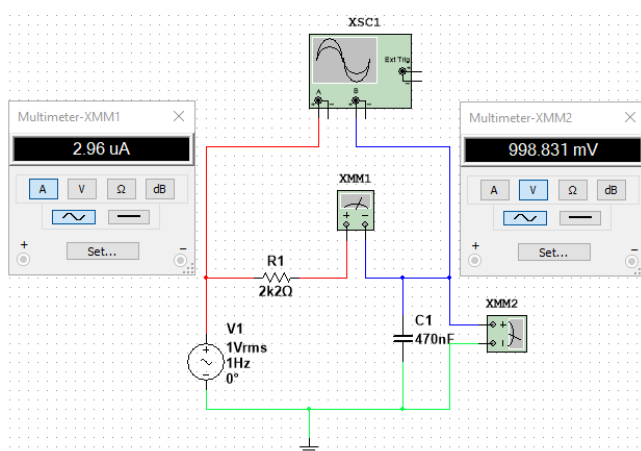 XSC1
Ext Trig
+
-
A
B
+
-
+
-
Multimeter-XMM1
2.96 uA
A V Ω dB
+
Set...
-
XMM1
+ -
Multimeter-XMM2
998.831 mV
A V Ω dB
+
Set...
-
R1
2k2Ω
V1
1Vrms
1Hz
0°
+
-
C1
470nF
XMM2
+